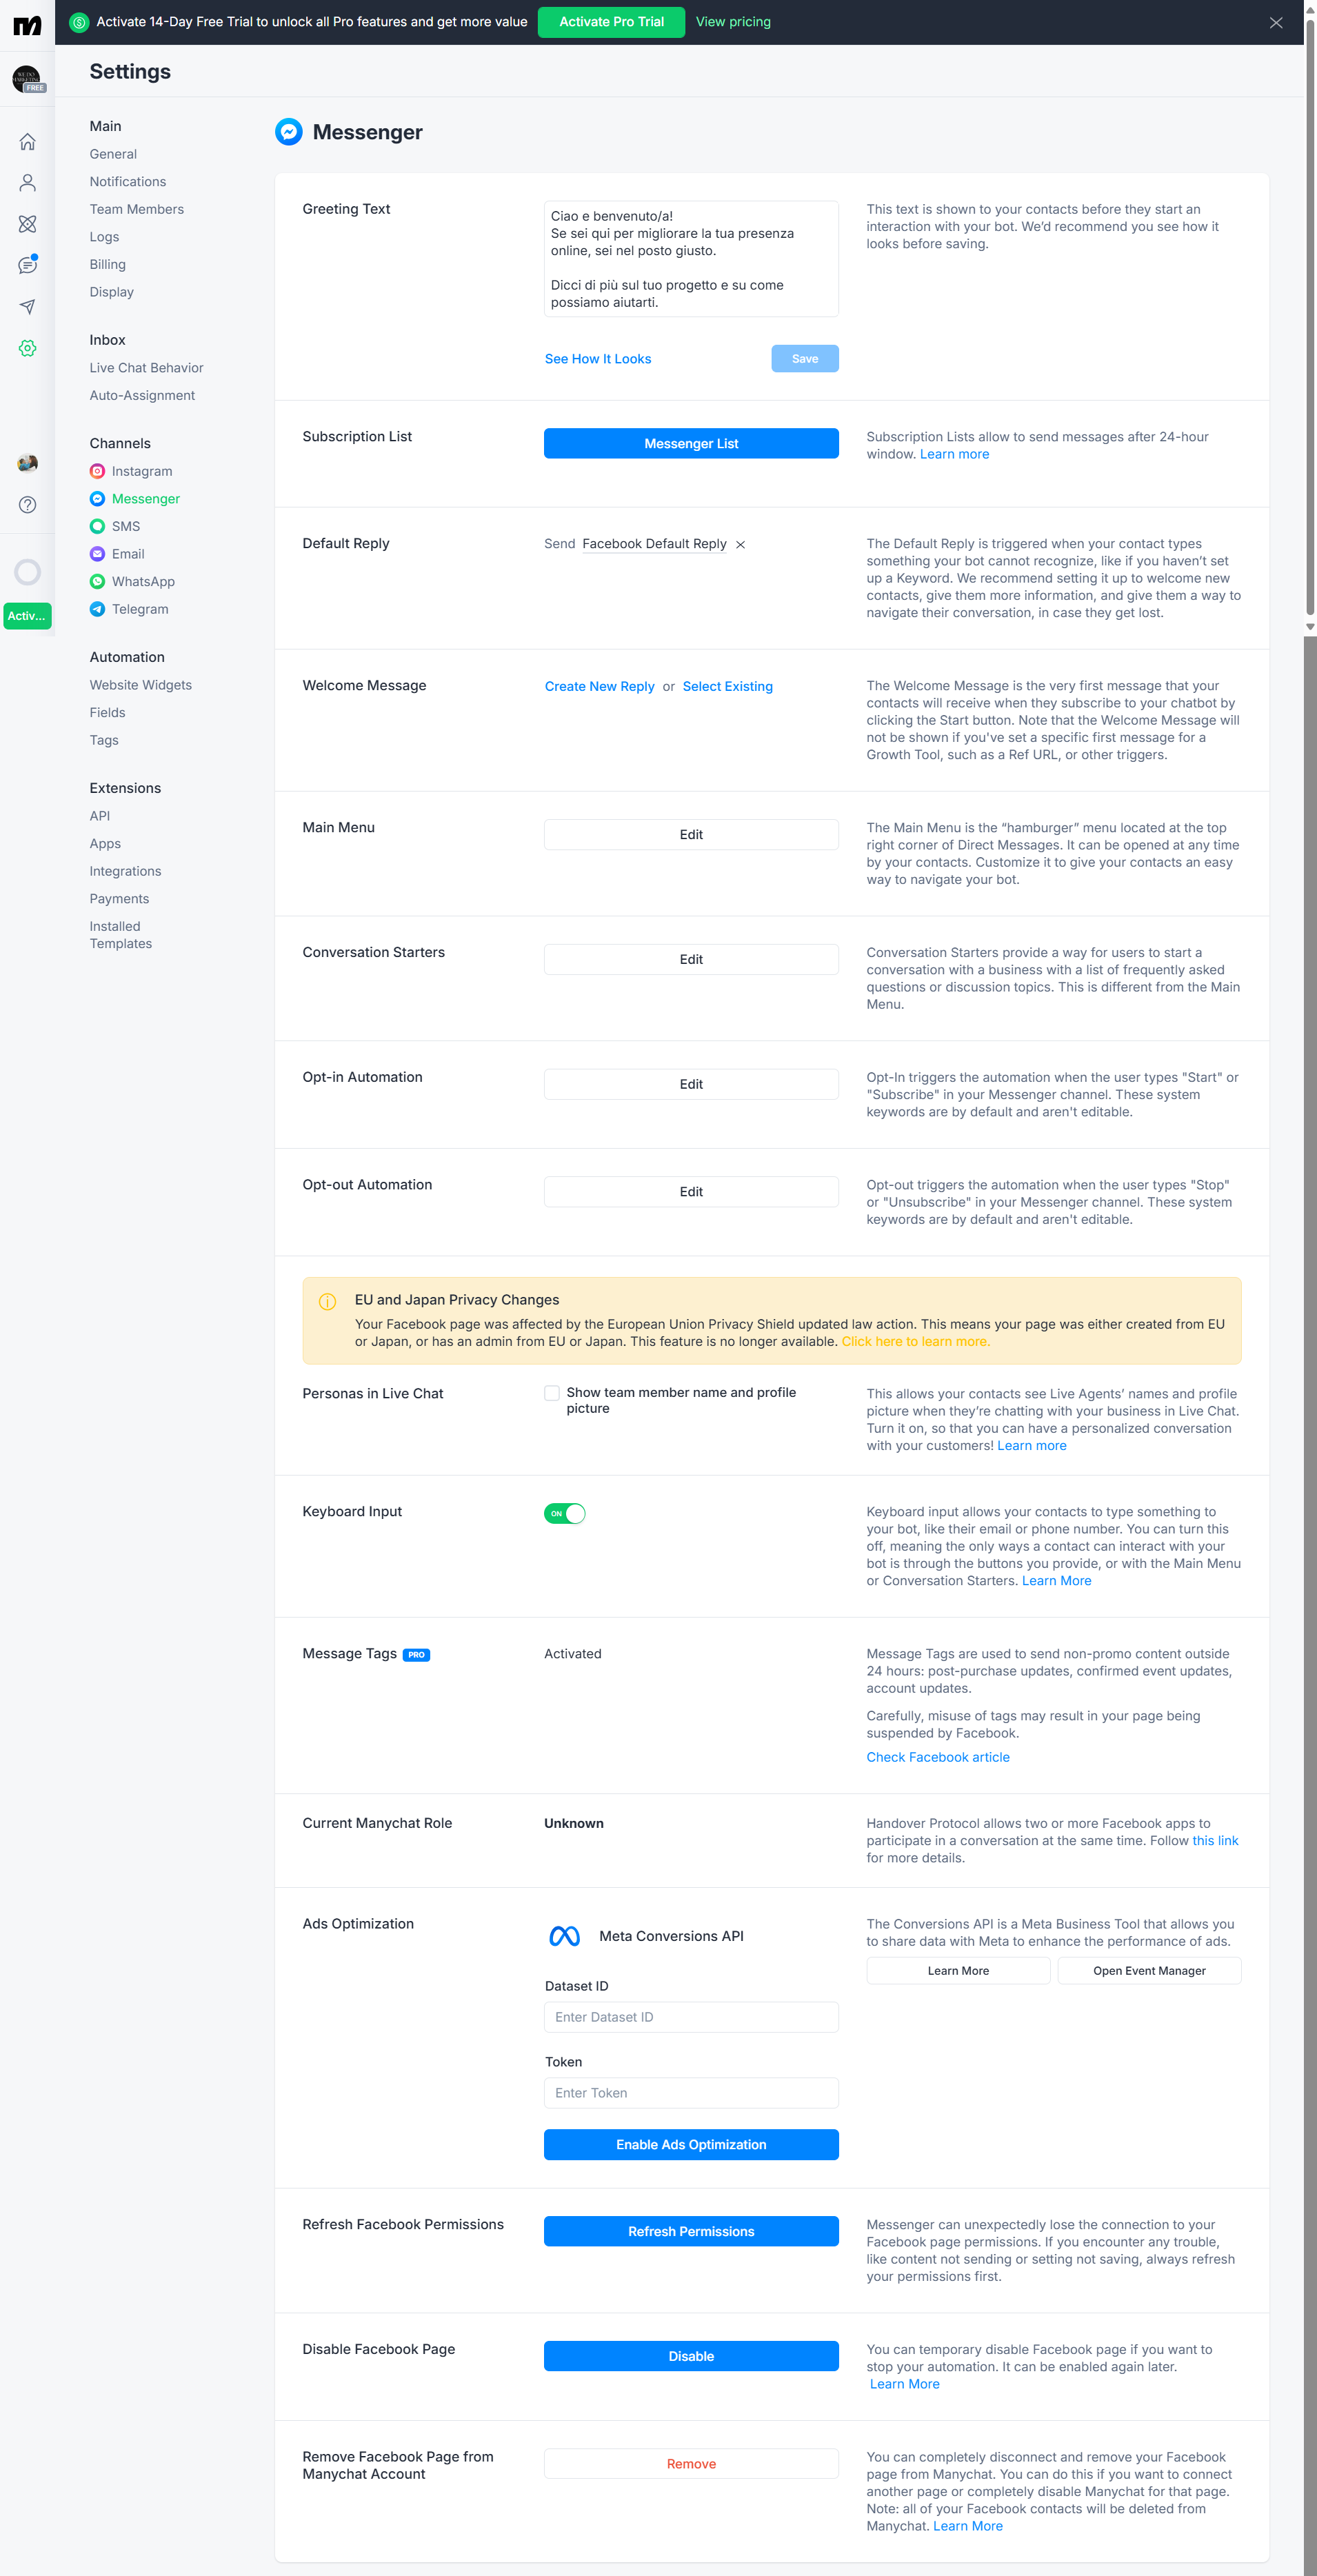 Activate 14-Day Free Trial to unlock all Pro features and get more value
Activate Pro Trial
View pricing
FREE
Activ...
Settings
Main
General
Notifications
Team Members
Logs
Billing
Display
Inbox
Live Chat Behavior
Auto-Assignment
Channels
Instagram
Messenger
SMS
Email
WhatsApp
Telegram
Automation
Website Widgets
Fields
Tags
Extensions
API
Apps
Integrations
Payments
Installed
Templates
Messenger
Greeting Text
Ciao e benvenuto/a!
Se sei qui per migliorare la tua presenza
online, sei nel posto giusto.
Dicci di più sul tuo progetto e su come
possiamo aiutarti.
See How It Looks
Save
This text is shown to your contacts before they start an
interaction with your bot. We’d recommend you see how it
looks before saving.
Subscription List
Messenger List
Subscription Lists allow to send messages after 24-hour
window. Learn more
Default Reply
Send Facebook Default Reply
The Default Reply is triggered when your contact types
something your bot cannot recognize, like if you haven’t set
up a Keyword. We recommend setting it up to welcome new
contacts, give them more information, and give them a way to
navigate their conversation, in case they get lost.
Welcome Message
Create New Reply or Select Existing
The Welcome Message is the very first message that your
contacts will receive when they subscribe to your chatbot by
clicking the Start button. Note that the Welcome Message will
not be shown if you've set a specific first message for a
Growth Tool, such as a Ref URL, or other triggers.
Main Menu
Edit
The Main Menu is the “hamburger” menu located at the top
right corner of Direct Messages. It can be opened at any time
by your contacts. Customize it to give your contacts an easy
way to navigate your bot.
Conversation Starters
Edit
Conversation Starters provide a way for users to start a
conversation with a business with a list of frequently asked
questions or discussion topics. This is different from the Main
Menu.
Opt-in Automation
Edit
Opt-In triggers the automation when the user types "Start" or
"Subscribe" in your Messenger channel. These system
keywords are by default and aren't editable.
Opt-out Automation
Edit
Opt-out triggers the automation when the user types "Stop"
or "Unsubscribe" in your Messenger channel. These system
keywords are by default and aren't editable.
EU and Japan Privacy Changes
Your Facebook page was affected by the European Union Privacy Shield updated law action. This means your page was either created from EU
or Japan, or has an admin from EU or Japan. This feature is no longer available. Click here to learn more.
Personas in Live Chat
Show team member name and profile
picture
This allows your contacts see Live Agents’ names and profile
picture when they’re chatting with your business in Live Chat.
Turn it on, so that you can have a personalized conversation
with your customers! Learn more
Keyboard Input
ON
Keyboard input allows your contacts to type something to
your bot, like their email or phone number. You can turn this
off, meaning the only ways a contact can interact with your
bot is through the buttons you provide, or with the Main Menu
or Conversation Starters. Learn More
Message Tags PRO
Activated
Message Tags are used to send non-promo content outside
24 hours: post-purchase updates, confirmed event updates,
account updates.
Carefully, misuse of tags may result in your page being
suspended by Facebook.
Check Facebook article
Current Manychat Role
Unknown
Handover Protocol allows two or more Facebook apps to
participate in a conversation at the same time. Follow this link
for more details.
Ads Optimization
Meta Conversions API
Dataset ID
Enter Dataset ID
Token
Enter Token
Enable Ads Optimization
The Conversions API is a Meta Business Tool that allows you
to share data with Meta to enhance the performance of ads.
Learn More
Open Event Manager
Refresh Facebook Permissions
Refresh Permissions
Messenger can unexpectedly lose the connection to your
Facebook page permissions. If you encounter any trouble,
like content not sending or setting not saving, always refresh
your permissions first.
Disable Facebook Page
Disable
You can temporary disable Facebook page if you want to
stop your automation. It can be enabled again later.
Learn More
Remove Facebook Page from
Manychat Account
Remove
You can completely disconnect and remove your Facebook
page from Manychat. You can do this if you want to connect
another page or completely disable Manychat for that page.
Note: all of your Facebook contacts will be deleted from
Manychat. Learn More